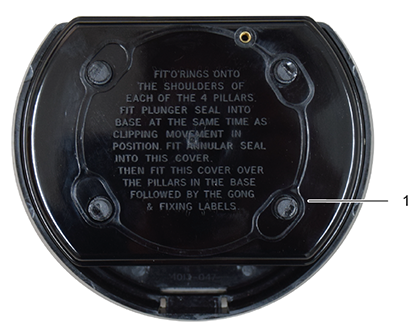 FIT'O'RINGS ONTO
THE SHOULDERS OF
EACH OF THE 4 PILLARS.
FIT PLUNGER SEAL INTO
BASE AT THE SAME TIME AS
CLIPPING MOVEMENT IN
POSITION. FIT ANNULAR SEAL
INTO THIS COVER.
THEN FIT THIS COVER OVER
THE PILLARS IN THE BASE
FOLLOWED BY THE GONG
& FIXING LABELS.
1